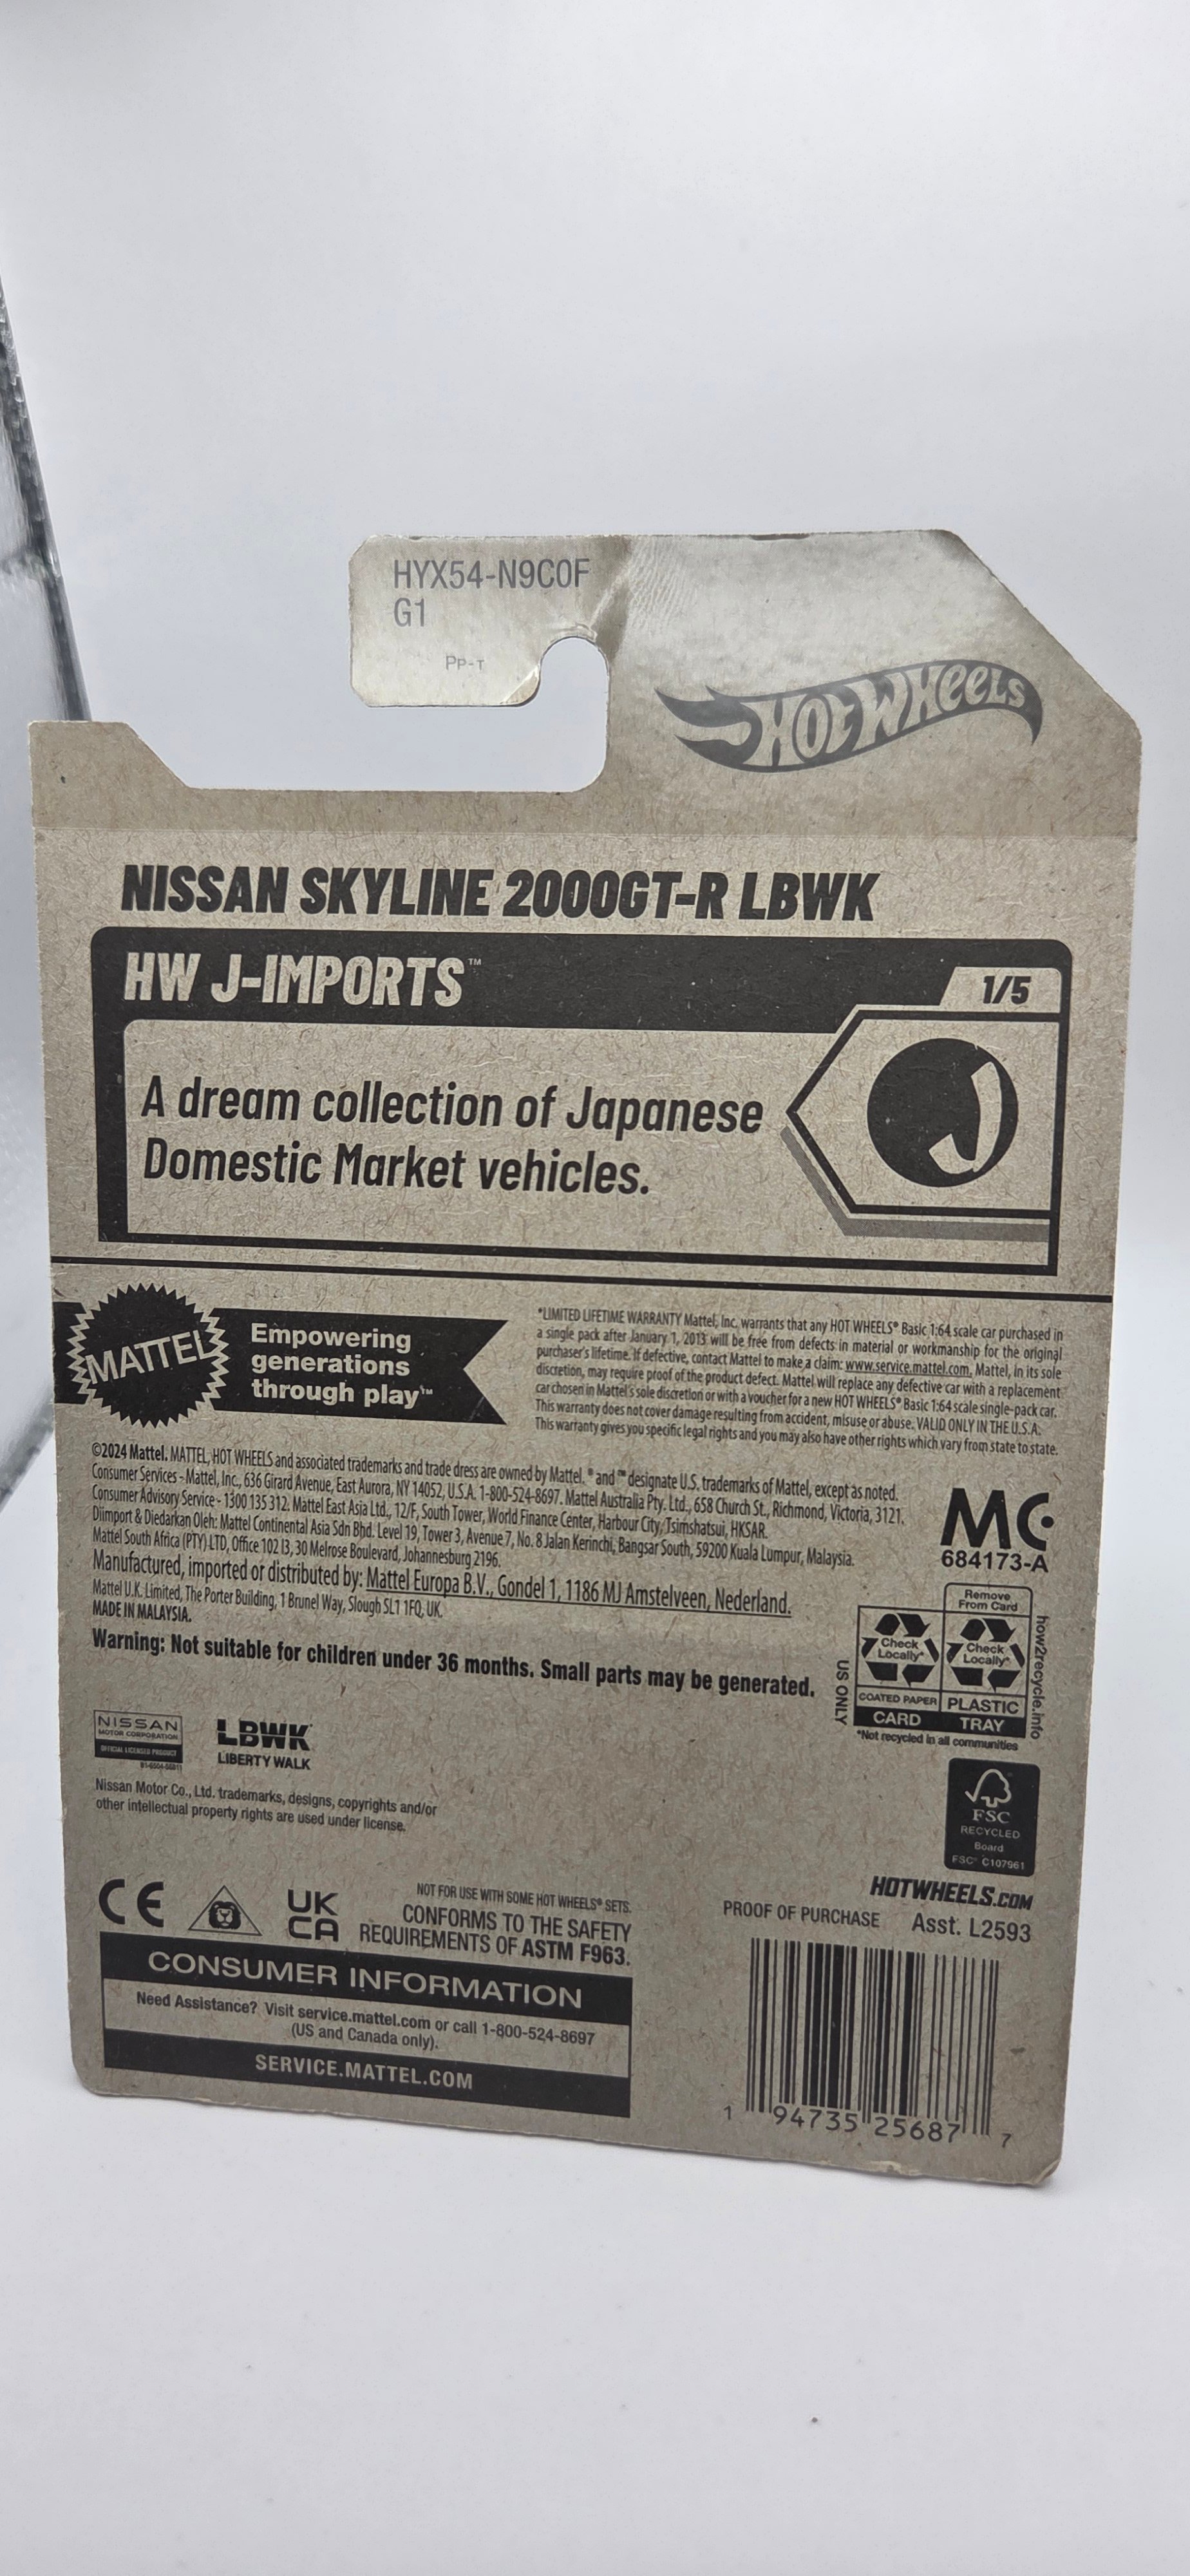 HYX54-N9C0F
G1
PP-T
HOT WHEELS
NISSAN SKYLINE 2000GT-R LBWK
HW J-IMPORTS™
1/5
A dream collection of Japanese
Domestic Market vehicles.
J
MATTEL
Empowering
generations
through play™
*LIMITED LIFETIME WARRANTY Mattel, Inc. warrants that any HOT WHEELS® Basic 1:64 scale car purchased in
a single pack after January 1, 2013 will be free from defects in material or workmanship for the original
purchaser's lifetime. If defective, contact Mattel to make a claim: www.service.mattel.com. Mattel, in its sole
discretion, may require proof of the product defect. Mattel will replace any defective car with a replacement
car chosen in Mattel's sole discretion or with a voucher for a new HOT WHEELS® Basic 1:64 scale single-pack car.
This warranty does not cover damage resulting from accident, misuse or abuse. VALID ONLY IN THE U.S.A.
This warranty gives you specific legal rights and you may also have other rights which vary from state to state.
©2024 Mattel. MATTEL, HOT WHEELS and associated trademarks and trade dress are owned by Mattel. ® and ™ designate U.S. trademarks of Mattel, except as noted.
Consumer Services - Mattel, Inc., 636 Girard Avenue, East Aurora, NY 14052, U.S.A. 1-800-524-8697. Mattel Australia Pty. Ltd., 658 Church St., Richmond, Victoria, 3121.
Consumer Advisory Service - 1300 135 312. Mattel East Asia Ltd., 12/F, South Tower, World Finance Center, Harbour City, Tsimshatsui, HKSAR.
Diimport & Diedarkan Oleh: Mattel Continental Asia Sdn Bhd. Level 19, Tower 3, Avenue 7, No. 8 Jalan Kerinchi, Bangsar South, 59200 Kuala Lumpur, Malaysia.
Mattel South Africa (PTY) LTD, Office 102 I3, 30 Melrose Boulevard, Johannesburg 2196.
Manufactured, imported or distributed by: Mattel Europa B.V., Gondel 1, 1186 MJ Amstelveen, Nederland.
Mattel U.K. Limited, The Porter Building, 1 Brunel Way, Slough SL1 1FQ, UK.
MADE IN MALAYSIA.
Warning: Not suitable for children under 36 months. Small parts may be generated.
MC
684173-A
Remove
From Card
Check
Locally*
Check
Locally*
COATED PAPER
PLASTIC
CARD
TRAY
US ONLY
how2recycle.info
*Not recycled in all communities
NISSAN
MOTOR CORPORATION
OFFICIAL LICENSED PRODUCT
LBWK
LIBERTY WALK
Nissan Motor Co., Ltd. trademarks, designs, copyrights and/or
other intellectual property rights are used under license.
FSC
RECYCLED
Board
FSC® C107961
CE
UK
CA
NOT FOR USE WITH SOME HOT WHEELS® SETS.
CONFORMS TO THE SAFETY
REQUIREMENTS OF ASTM F963.
CONSUMER INFORMATION
Need Assistance? Visit service.mattel.com or call 1-800-524-8697
(US and Canada only).
SERVICE.MATTEL.COM
HOTWHEELS.COM
PROOF OF PURCHASE
Asst. L2593
1 94735 25687 7